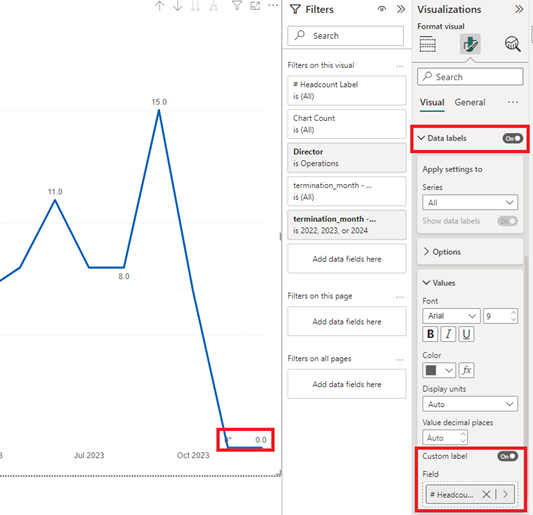 15.0
11.0
8.0
0*
0.0
Jul 2023
Oct 2023
Filters
Search
Filters on this visual
# Headcount Label
is (All)
Chart Count
is (All)
Director
is Operations
termination_month - ...
is (All)
termination_month -...
is 2022, 2023, or 2024
Add data fields here
Filters on this page
Add data fields here
Filters on all pages
Add data fields here
Visualizations
Format visual
Search
Visual
General
Data labels
On
Apply settings to
Series
All
Show data labels
On
Options
Values
Font
Arial
9
B
I
U
Color
fx
Display units
Auto
Value decimal places
Auto
Custom label
On
Field
# Headcou...